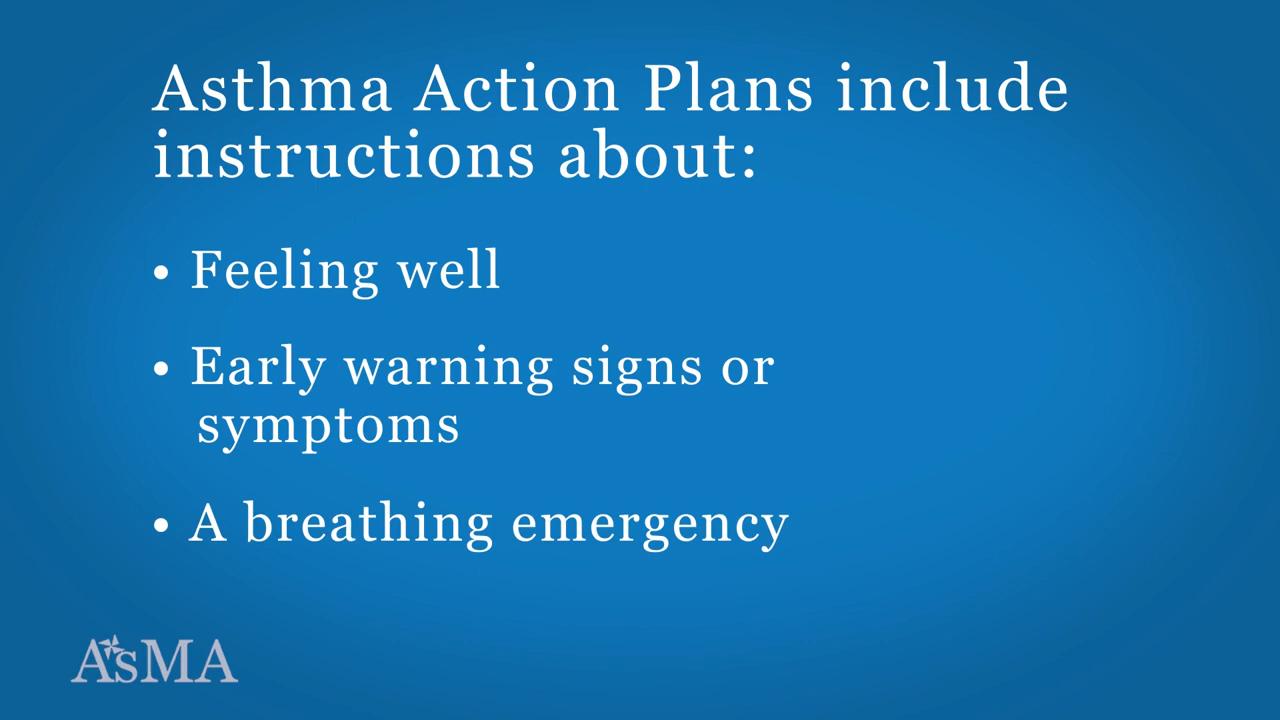 Asthma Action Plans include
instructions about:
• Feeling well
• Early warning signs or
symptoms
• A breathing emergency
AsMA